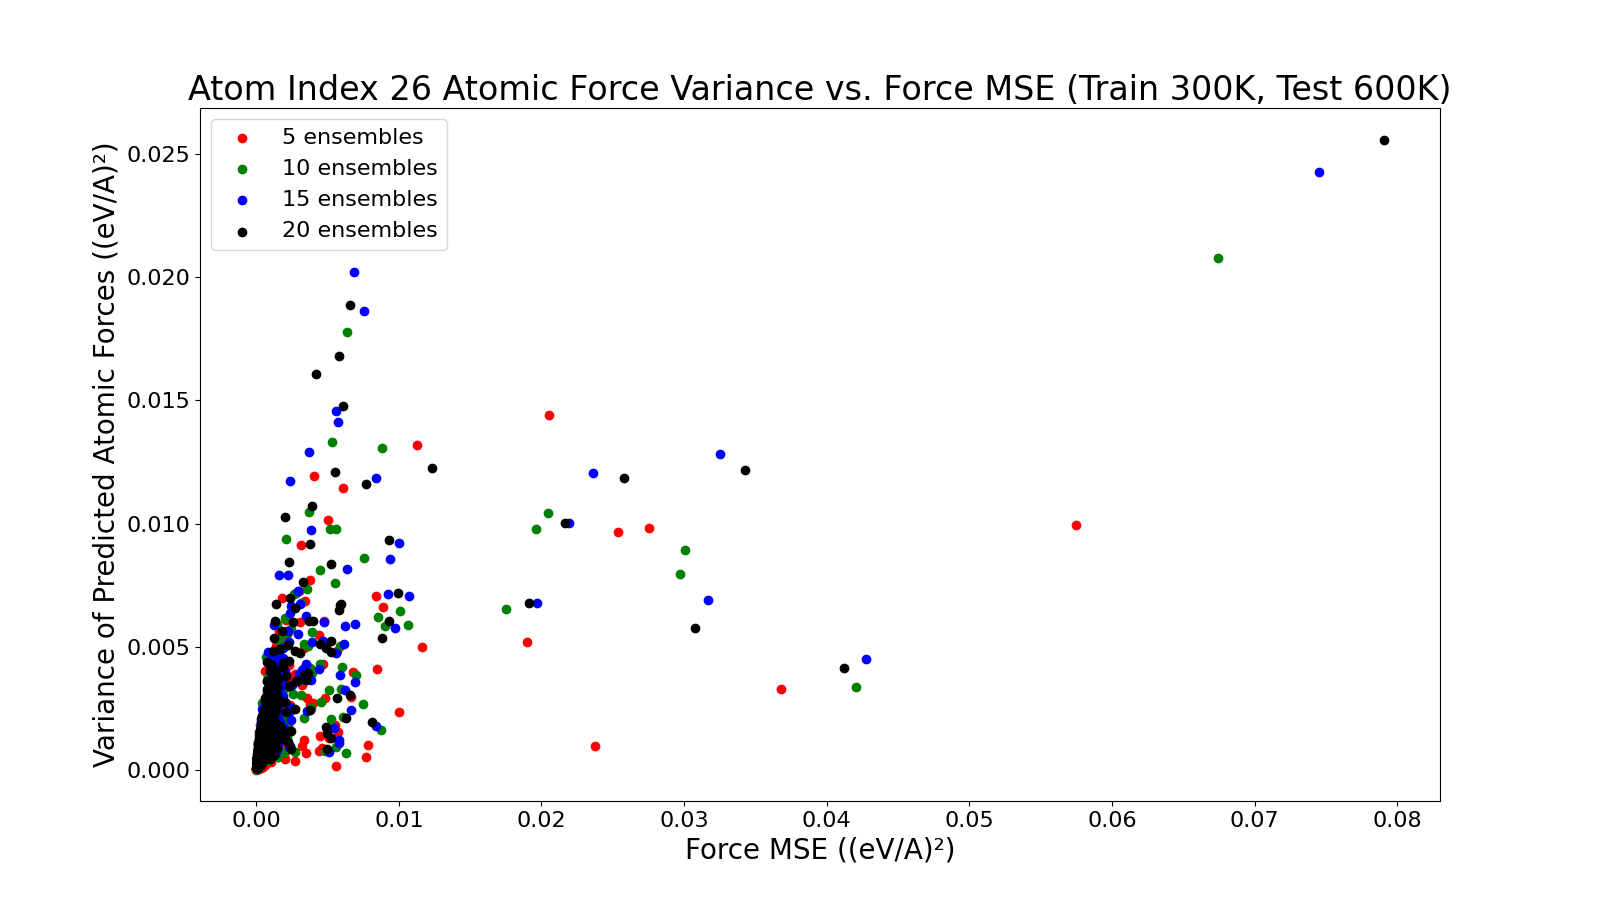 Atom Index 26 Atomic Force Variance vs. Force MSE (Train 300K, Test 600K)
5 ensembles
10 ensembles
15 ensembles
20 ensembles
Variance of Predicted Atomic Forces ((eV/A)²)
0.025
0.020
0.015
0.010
0.005
0.000
0.00 0.01 0.02 0.03 0.04 0.05 0.06 0.07 0.08
Force MSE ((eV/A)²)